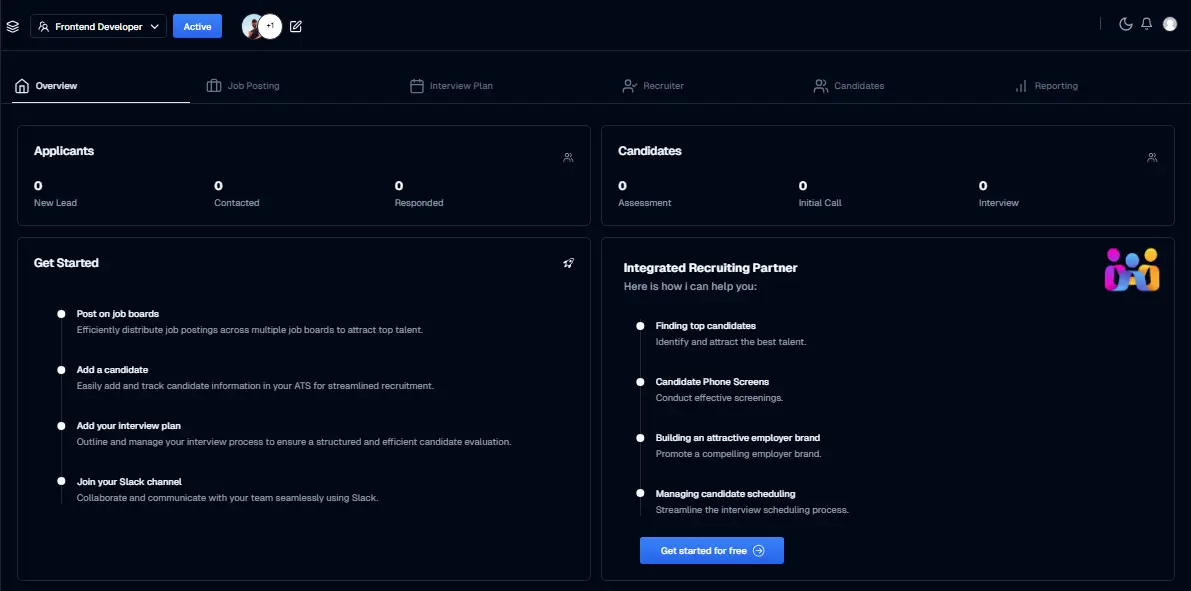 Frontend Developer
Active
+1
Overview
Job Posting
Interview Plan
Recruiter
Candidates
Reporting
Applicants
0
New Lead
0
Contacted
0
Responded
Candidates
0
Assessment
0
Initial Call
0
Interview
Get Started
Post on job boards
Efficiently distribute job postings across multiple job boards to attract top talent.
Add a candidate
Easily add and track candidate information in your ATS for streamlined recruitment.
Add your interview plan
Outline and manage your interview process to ensure a structured and efficient candidate evaluation.
Join your Slack channel
Collaborate and communicate with your team seamlessly using Slack.
Integrated Recruiting Partner
Here is how i can help you:
Finding top candidates
Identify and attract the best talent.
Candidate Phone Screens
Conduct effective screenings.
Building an attractive employer brand
Promote a compelling employer brand.
Managing candidate scheduling
Streamline the interview scheduling process.
Get started for free